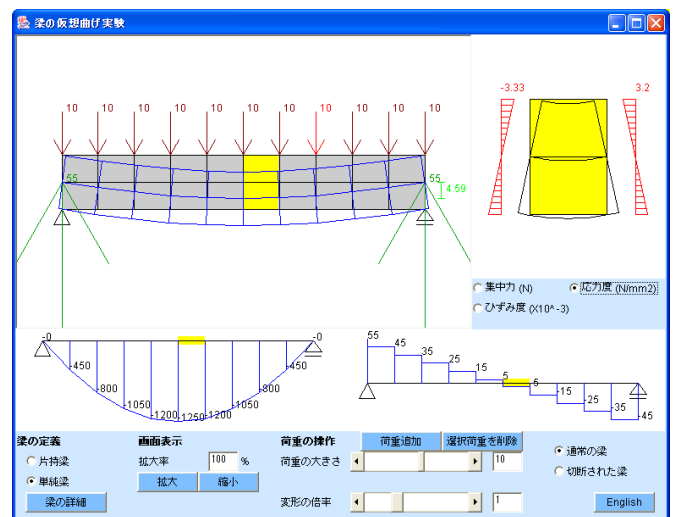 梁の仮想曲げ実験
10 10 10 10 10 10 10 10 10 10 10
55 55
4.59
-3.33 3.2
集中力 (N) 応力度 (N/mm2)
ひずみ度 (X10^-3)
-0 -0
-450 -450
-800 -800
-1050 -1050
-1200 -1250 -1200
55
45
35
25
15
5
-5
-15
-25
-35
-45
梁の定義 画面表示 荷重の操作 荷重追加 選択荷重を削除
片持梁 拡大率 100 % 荷重の大きさ 10 通常の梁
単純梁 拡大 縮小 切断された梁
梁の詳細 変形の倍率 1 English